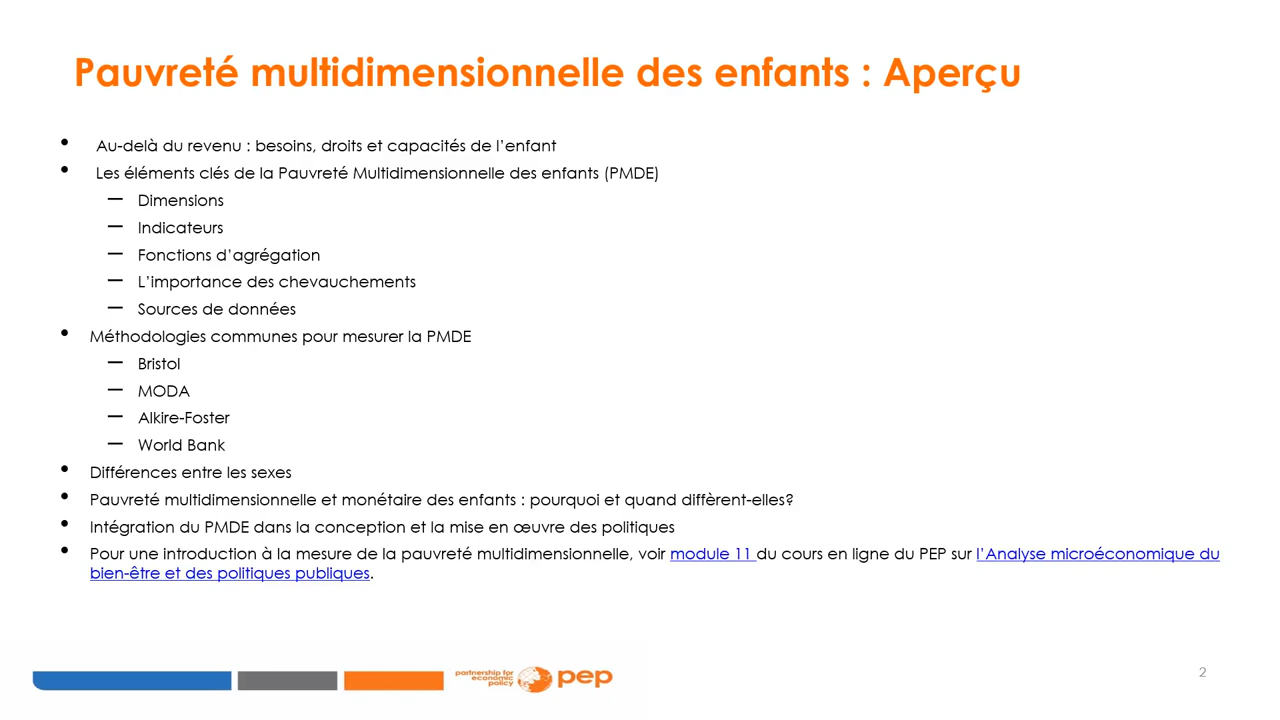 Pauvreté multidimensionnelle des enfants : Aperçu
• Au-delà du revenu : besoins, droits et capacités de l'enfant
• Les éléments clés de la Pauvreté Multidimensionnelle des enfants (PMDE)
– Dimensions
– Indicateurs
– Fonctions d'agrégation
– L'importance des chevauchements
– Sources de données
• Méthodologies communes pour mesurer la PMDE
– Bristol
– MODA
– Alkire-Foster
– World Bank
• Différences entre les sexes
• Pauvreté multidimensionnelle et monétaire des enfants : pourquoi et quand diffèrent-elles?
• Intégration du PMDE dans la conception et la mise en œuvre des politiques
• Pour une introduction à la mesure de la pauvreté multidimensionnelle, voir module 11 du cours en ligne du PEP sur l'Analyse microéconomique du
bien-être et des politiques publiques.
partnership for
economic
policy
pep
2